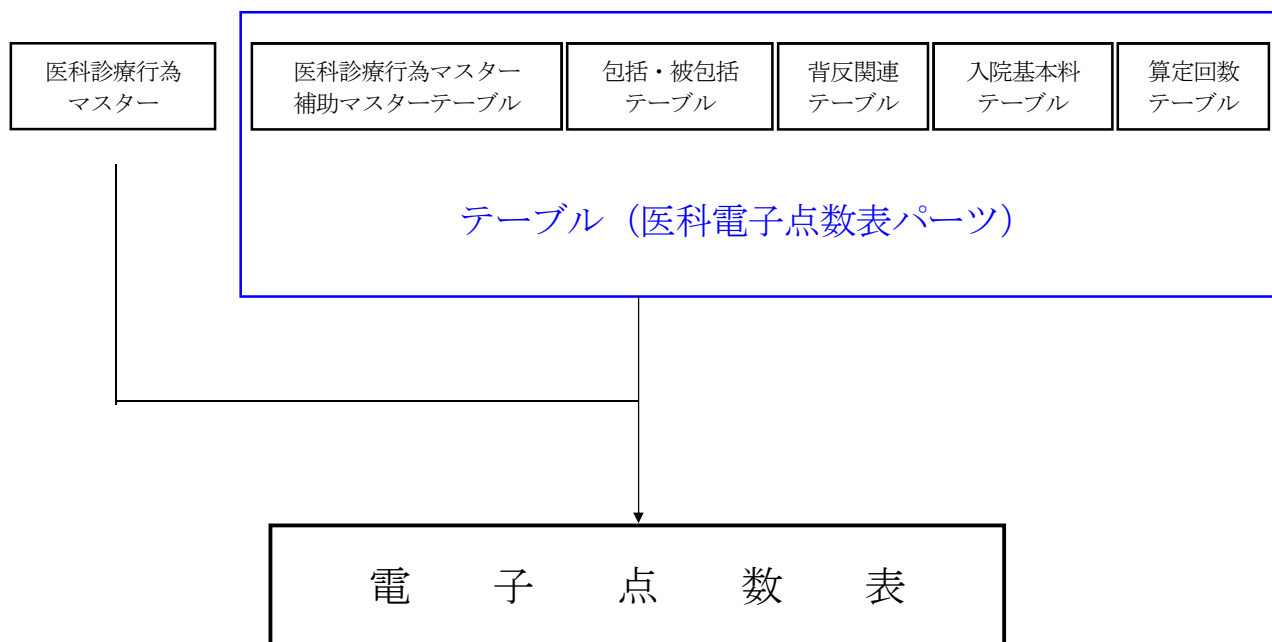 医科診療行為
マスター
医科診療行為マスター
補助マスターテーブル
包括・被包括
テーブル
背反関連
テーブル
入院基本料
テーブル
算定回数
テーブル
テーブル（医科電子点数表パーツ）
電子点数表